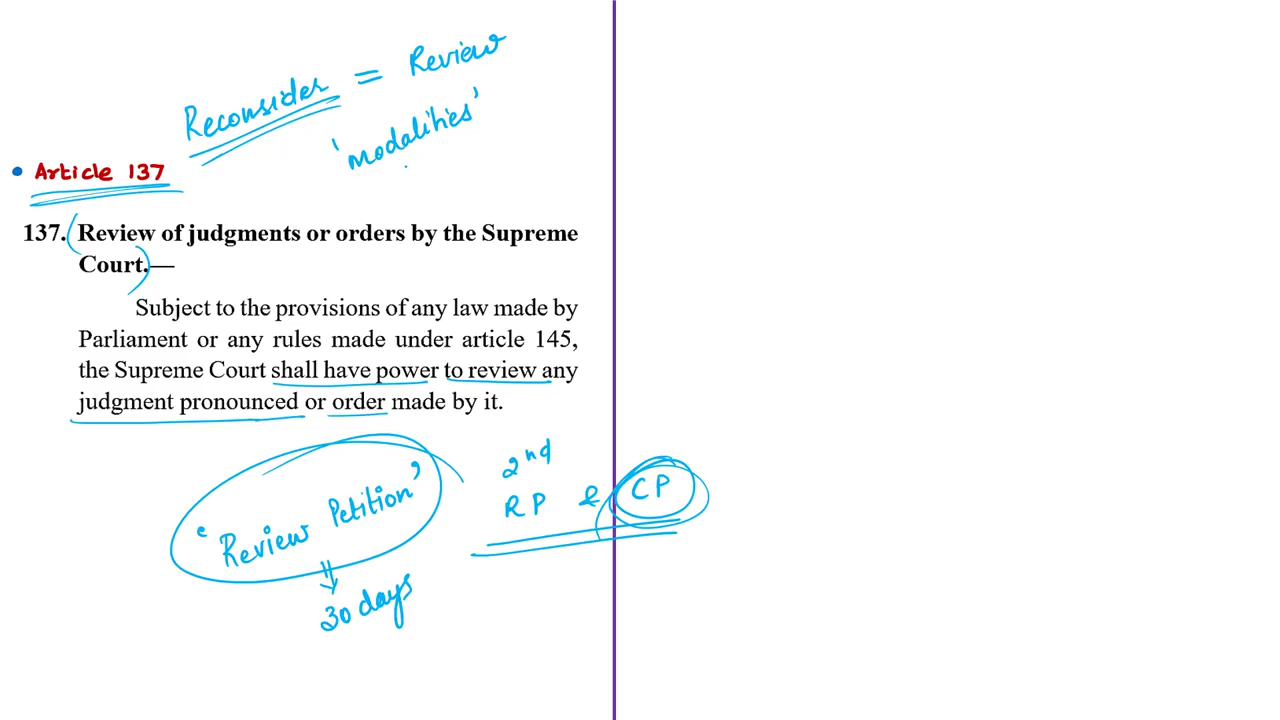 Reconsider = Review
'modalities'
• Article 137
137. Review of judgments or orders by the Supreme
Court.—
Subject to the provisions of any law made by
Parliament or any rules made under article 145,
the Supreme Court shall have power to review any
judgment pronounced or order made by it.
'Review Petition'
30 days
2nd
RP & CP